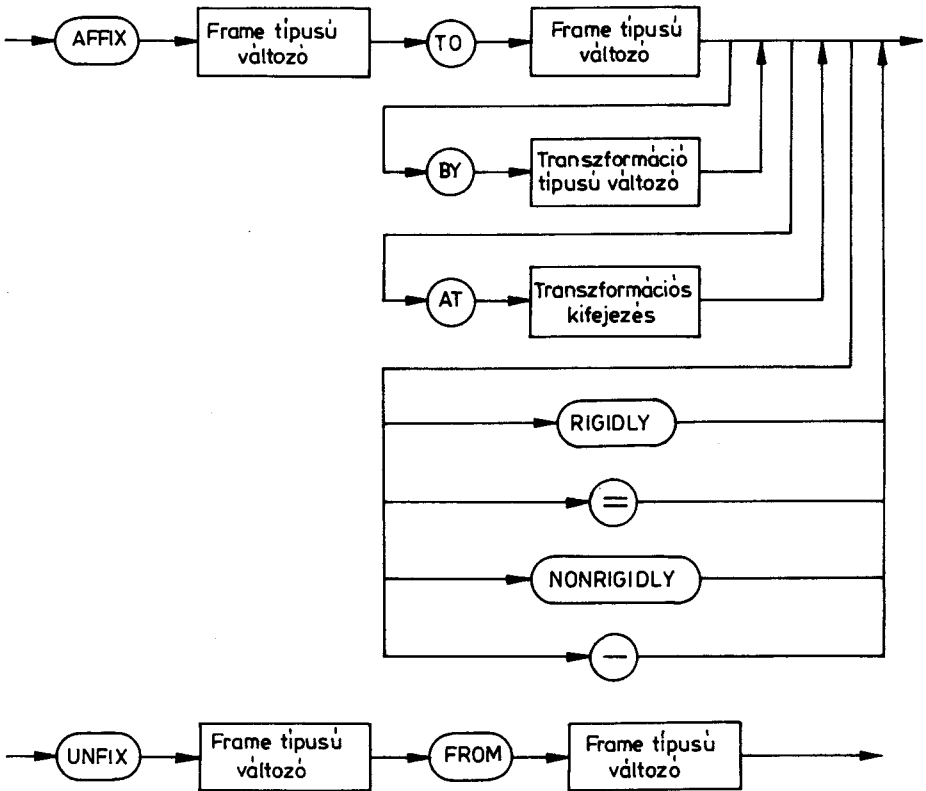 AFFIX
Frame típusú
változó
TO
Frame típusú
változó
BY
Transzformáció
típusú változó
AT
Transzformációs
kifejezés
RIGIDLY
=
NONRIGIDLY
—
UNFIX
Frame típusú
változó
FROM
Frame típusú
változó